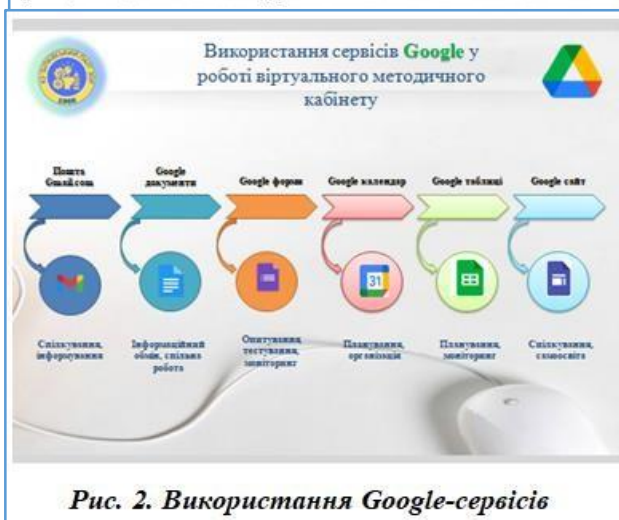 Використання сервісів Google у
роботі віртуального методичного
кабінету
Пошта
Gmail.com
Google
документи
Google форми
Google календар
Google таблиці
Google сайт
31
Спілкування,
інформування
Інформаційний
обмін, спільна
робота
Опитування,
тестування,
моніторинг
Планування,
організація
Планування,
моніторинг
Спілкування,
самоосвіта
Рис. 2. Використання Google-сервісів